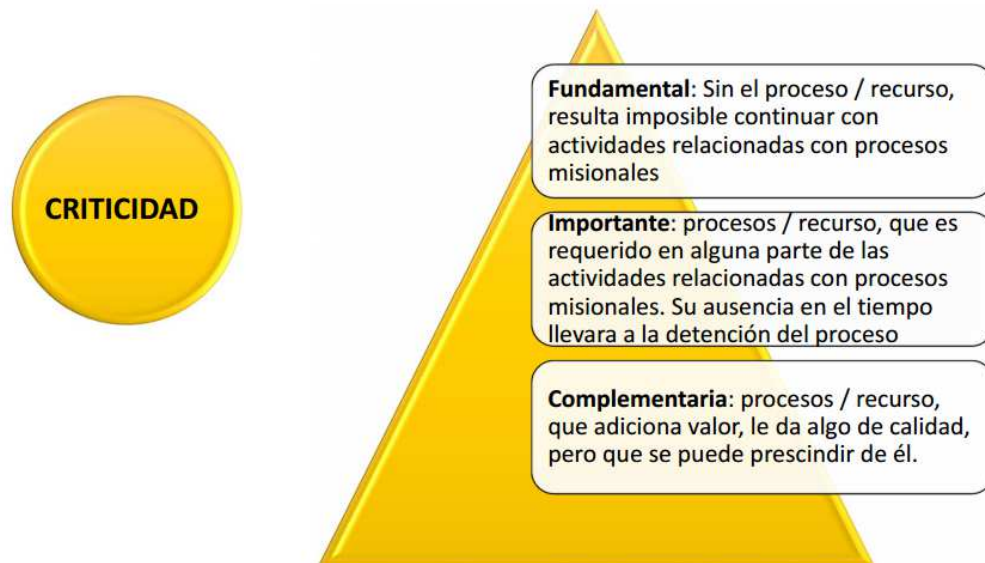 CRITICIDAD
Fundamental: Sin el proceso / recurso,
resulta imposible continuar con
actividades relacionadas con procesos
misionales
Importante: procesos / recurso, que es
requerido en alguna parte de las
actividades relacionadas con procesos
misionales. Su ausencia en el tiempo
llevara a la detención del proceso
Complementaria: procesos / recurso,
que adiciona valor, le da algo de calidad,
pero que se puede prescindir de él.